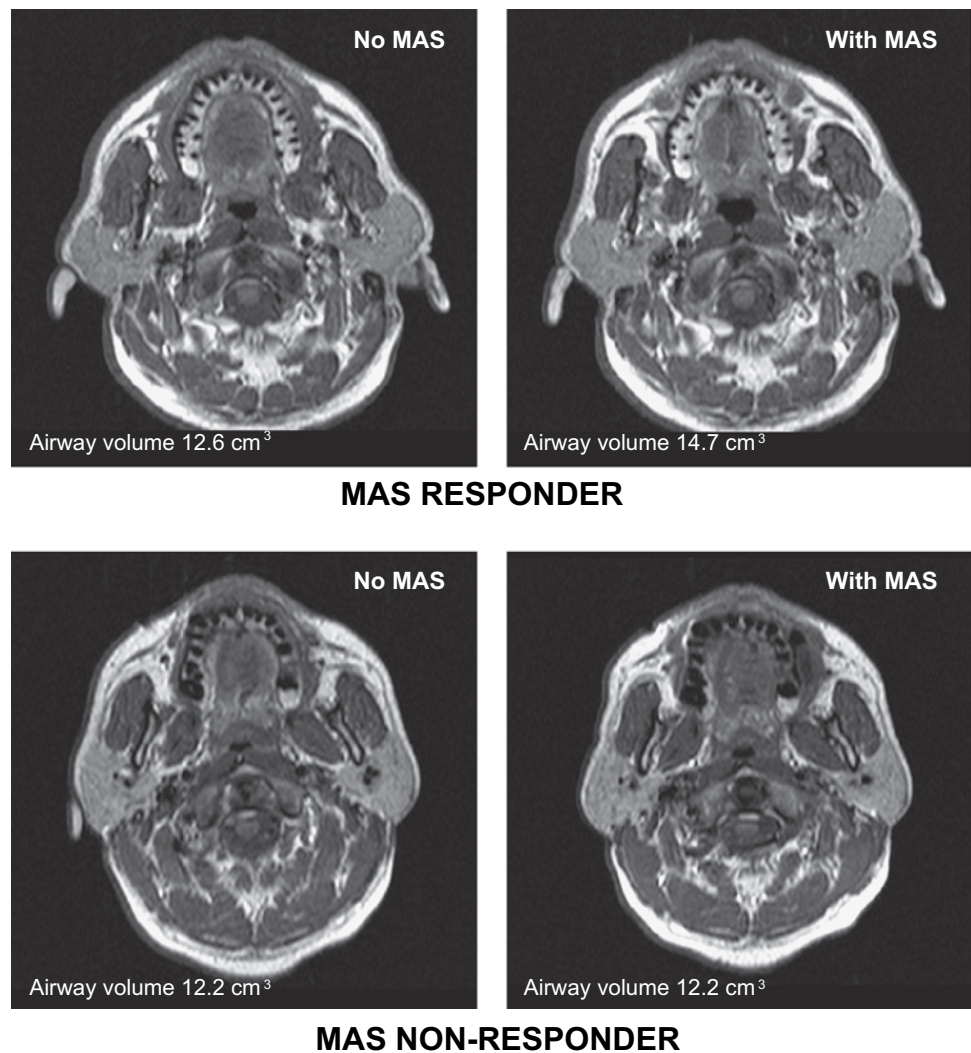 No MAS
With MAS
Airway volume 12.6 cm³
Airway volume 14.7 cm³
MAS RESPONDER
No MAS
With MAS
Airway volume 12.2 cm³
Airway volume 12.2 cm³
MAS NON-RESPONDER